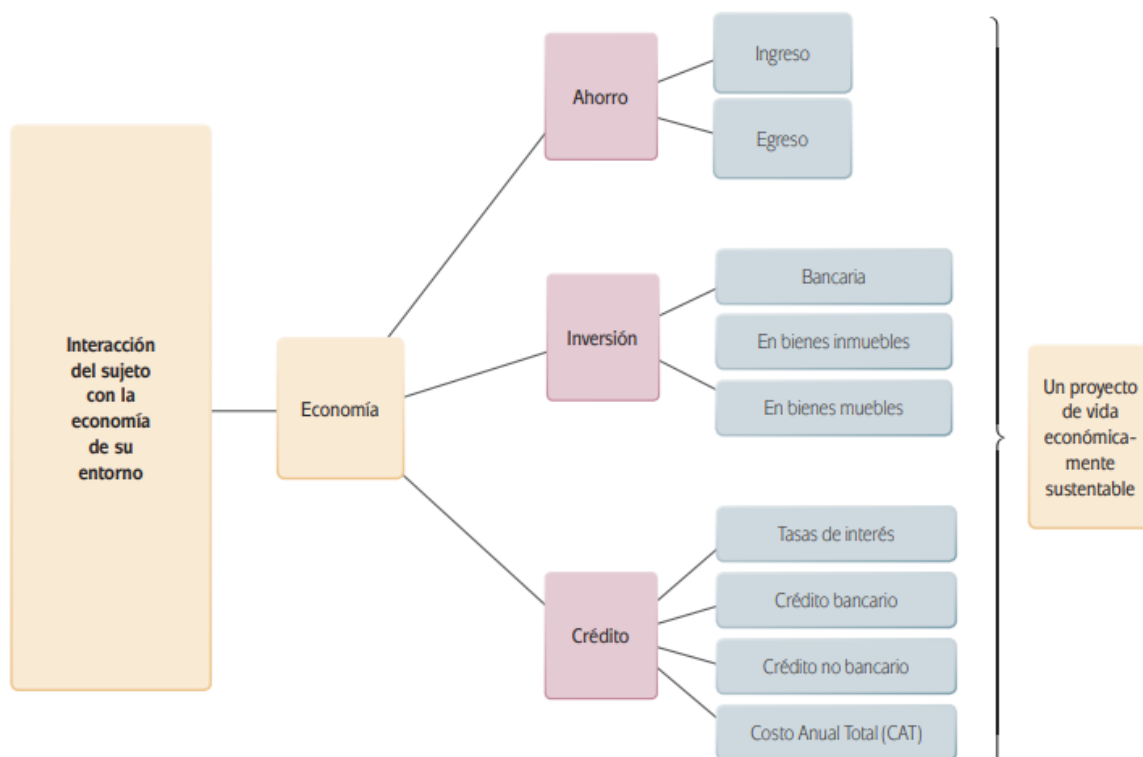 Interacción
del sujeto
con la
economía
de su
entorno
Economía
Ahorro
Ingreso
Egreso
Inversión
Bancaria
En bienes inmuebles
En bienes muebles
Crédito
Tasas de interés
Crédito bancario
Crédito no bancario
Costo Anual Total (CAT)
Un proyecto
de vida
económica-
mente
sustentable